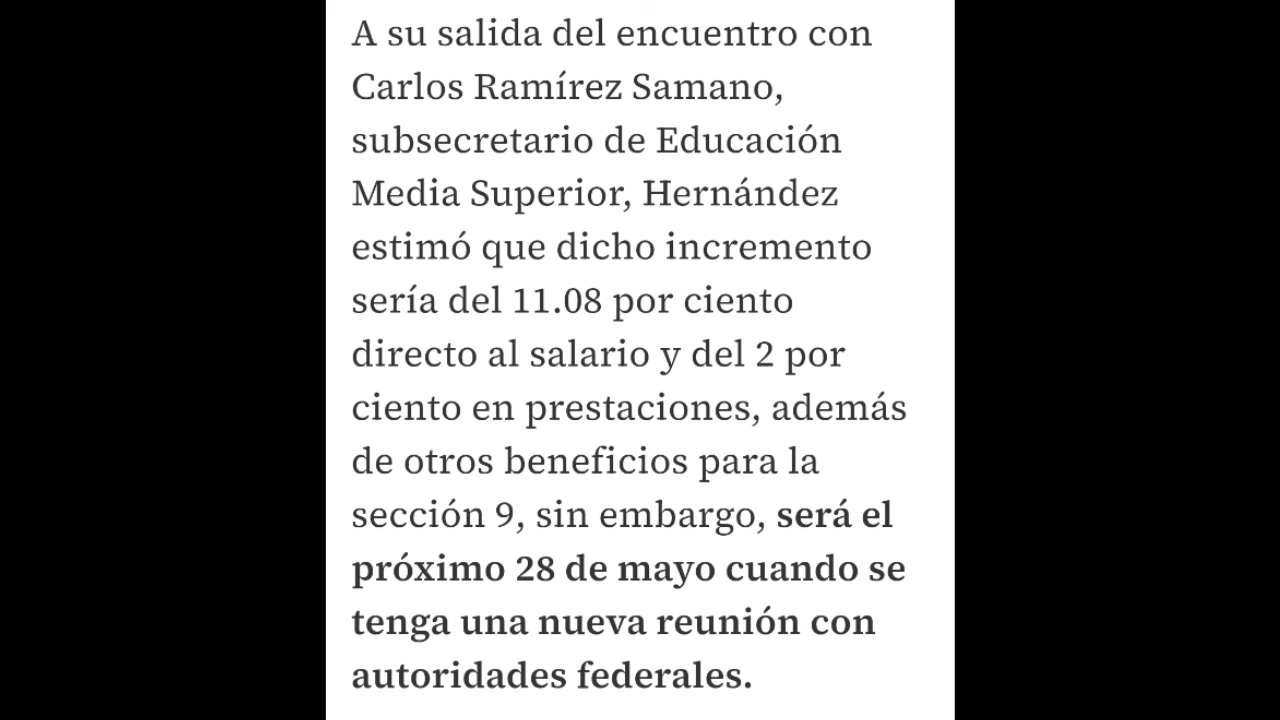 A su salida del encuentro con
Carlos Ramírez Samano,
subsecretario de Educación
Media Superior, Hernández
estimó que dicho incremento
sería del 11.08 por ciento
directo al salario y del 2 por
ciento en prestaciones, además
de otros beneficios para la
sección 9, sin embargo, será el
próximo 28 de mayo cuando se
tenga una nueva reunión con
autoridades federales.